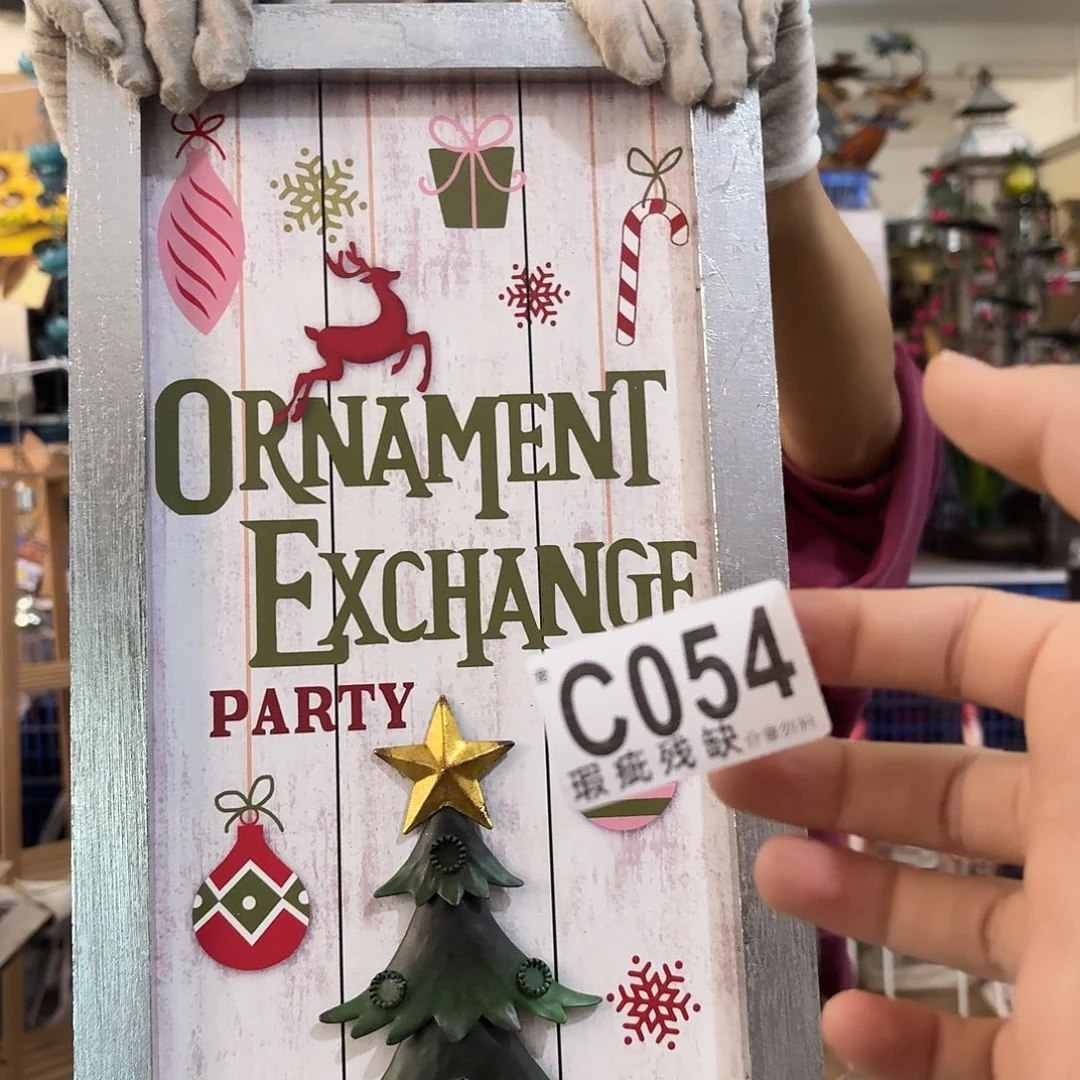 ORNAMENT
EXCHANGE
PARTY
C054
瑕疵残缺